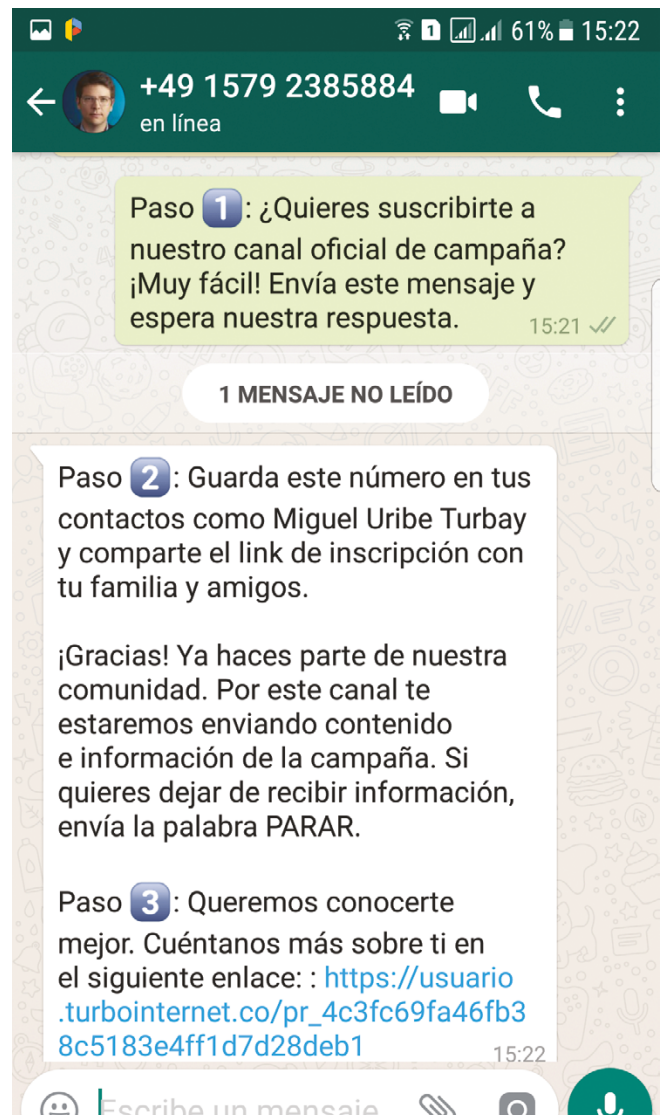 61% 15:22
+49 1579 2385884
en línea
Paso 1️⃣: ¿Quieres suscribirte a
nuestro canal oficial de campaña?
¡Muy fácil! Envía este mensaje y
espera nuestra respuesta. 15:21
1 MENSAJE NO LEÍDO
Paso 2️⃣: Guarda este número en tus
contactos como Miguel Uribe Turbay
y comparte el link de inscripción con
tu familia y amigos.
¡Gracias! Ya haces parte de nuestra
comunidad. Por este canal te
estaremos enviando contenido
e información de la campaña. Si
quieres dejar de recibir información,
envía la palabra PARAR.
Paso 3️⃣: Queremos conocerte
mejor. Cuéntanos más sobre ti en
el siguiente enlace: : https://usuario
.turbointernet.co/pr_4c3fc69fa46fb3
8c5183e4ff1d7d28deb1 15:22
Escribe un mensaje